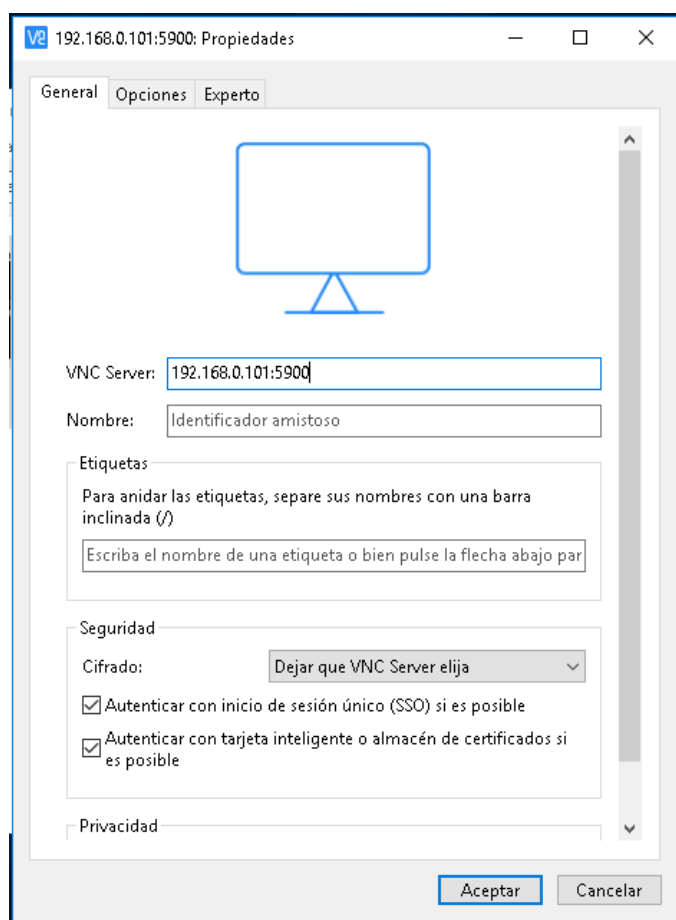 192.168.0.101:5900: Propiedades
General Opciones Experto
VNC Server: 192.168.0.101:5900
Nombre: Identificador amistoso
Etiquetas
Para anidar las etiquetas, separe sus nombres con una barra
inclinada (/)
Escriba el nombre de una etiqueta o bien pulse la flecha abajo par
Seguridad
Cifrado: Dejar que VNC Server elija
Autenticar con inicio de sesión único (SSO) si es posible
Autenticar con tarjeta inteligente o almacén de certificados si
es posible
Privacidad
Aceptar Cancelar